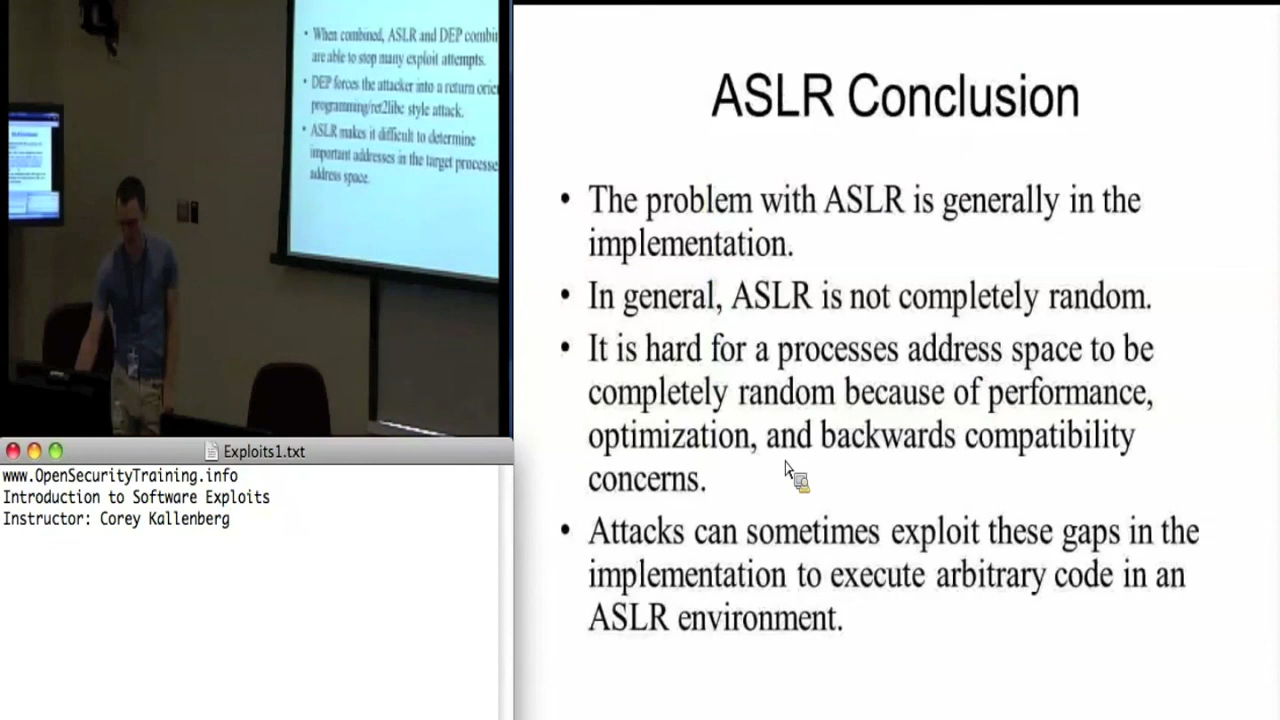 • When combined, ASLR and DEP combi
are able to stop many exploit attempts.
• DEP forces the attacker into a return orie
programming/ret2libc style attack.
• ASLR makes it difficult to determine
important addresses in the target processe
address space.
ASLR Conclusion
• The problem with ASLR is generally in the
implementation.
• In general, ASLR is not completely random.
• It is hard for a processes address space to be
completely random because of performance,
optimization, and backwards compatibility
concerns.
• Attacks can sometimes exploit these gaps in the
implementation to execute arbitrary code in an
ASLR environment.
Exploits1.txt
www.OpenSecurityTraining.info
Introduction to Software Exploits
Instructor: Corey Kallenberg